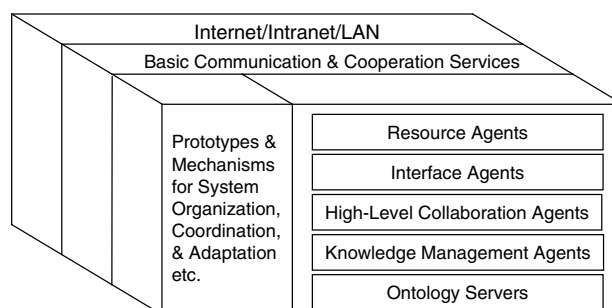 Internet/Intranet/LAN
Basic Communication & Cooperation Services
Prototypes &
Mechanisms
for System
Organization,
Coordination,
& Adaptation
etc.
Resource Agents
Interface Agents
High-Level Collaboration Agents
Knowledge Management Agents
Ontology Servers